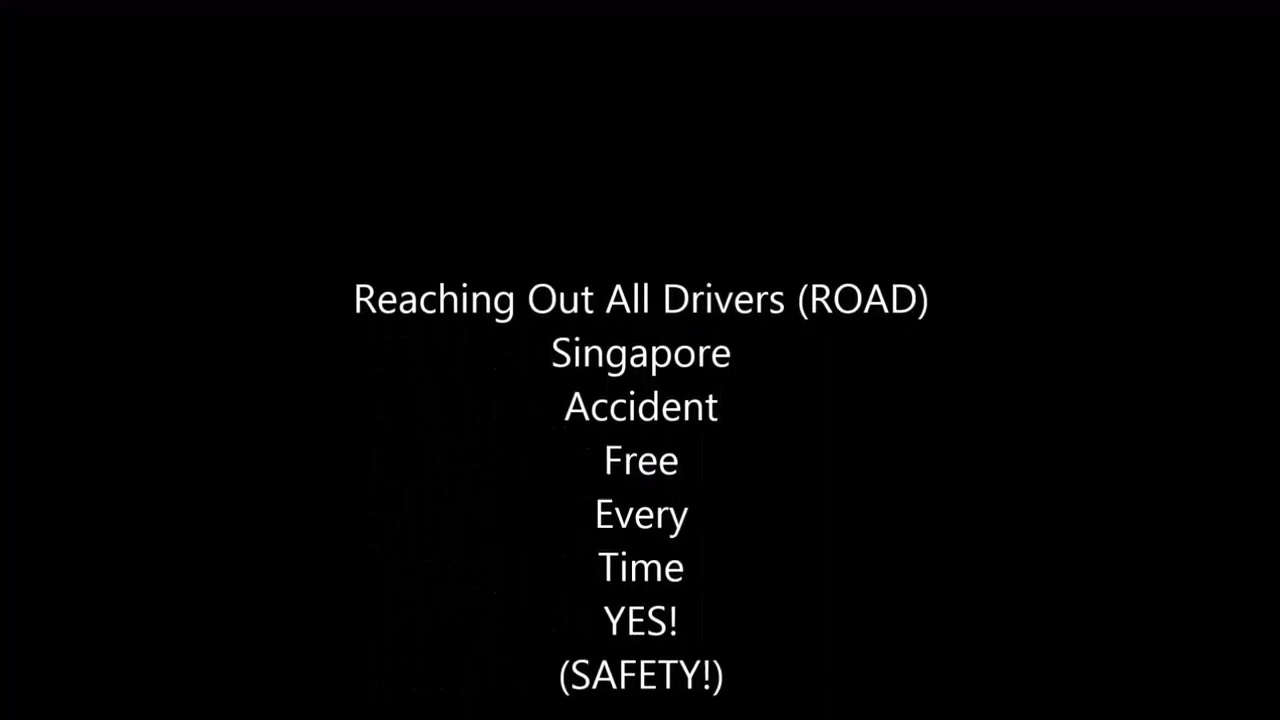 Reaching Out All Drivers (ROAD)
Singapore
Accident
Free
Every
Time
YES!
(SAFETY!)